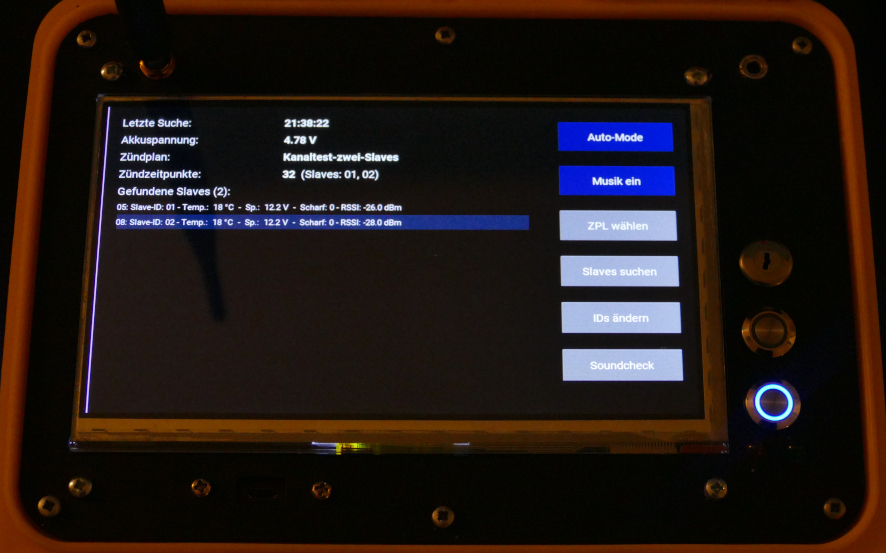 Letzte Suche: 21:38:22
Akkuspannung: 4.78 V
Zündplan: Kanaltest-zwei-Slaves
Zündzeitpunkte: 32 (Slaves: 01, 02)
Gefundene Slaves (2):
05: Slave-ID: 01 - Temp.: 18 °C - Sp.: 12.2 V - Scharf: 0 - RSSI: -26.0 dBm
08: Slave-ID: 02 - Temp.: 18 °C - Sp.: 12.2 V - Scharf: 0 - RSSI: -28.0 dBm
Auto-Mode
Musik ein
ZPL wählen
Slaves suchen
IDs ändern
Soundcheck